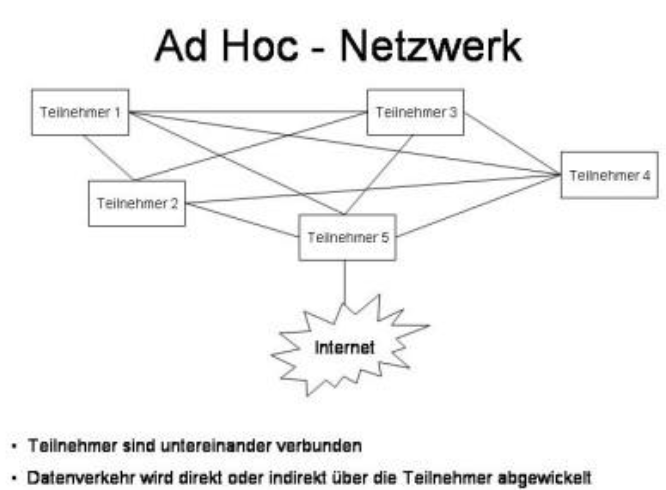 Ad Hoc - Netzwerk
Teilnehmer 1
Teilnehmer 3
Teilnehmer 4
Teilnehmer 2
Teilnehmer 5
Internet
• Teilnehmer sind untereinander verbunden
• Datenverkehr wird direkt oder indirekt über die Teilnehmer abgewickelt